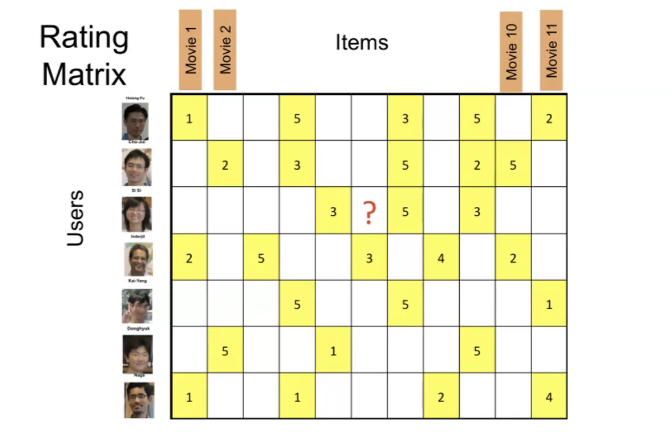 Rating
Matrix
Items
Movie 1
Movie 2
Movie 10
Movie 11
Users
Hsiang-Fu
1 5 3 5 2
Cho-Jui
2 3 5 2 5
Si Si
3 ? 5 3
Inderjit
2 5 3 4 2
Kai-Yang
5 5 1
Donghyuk
5 1 5
Naga
1 1 2 4